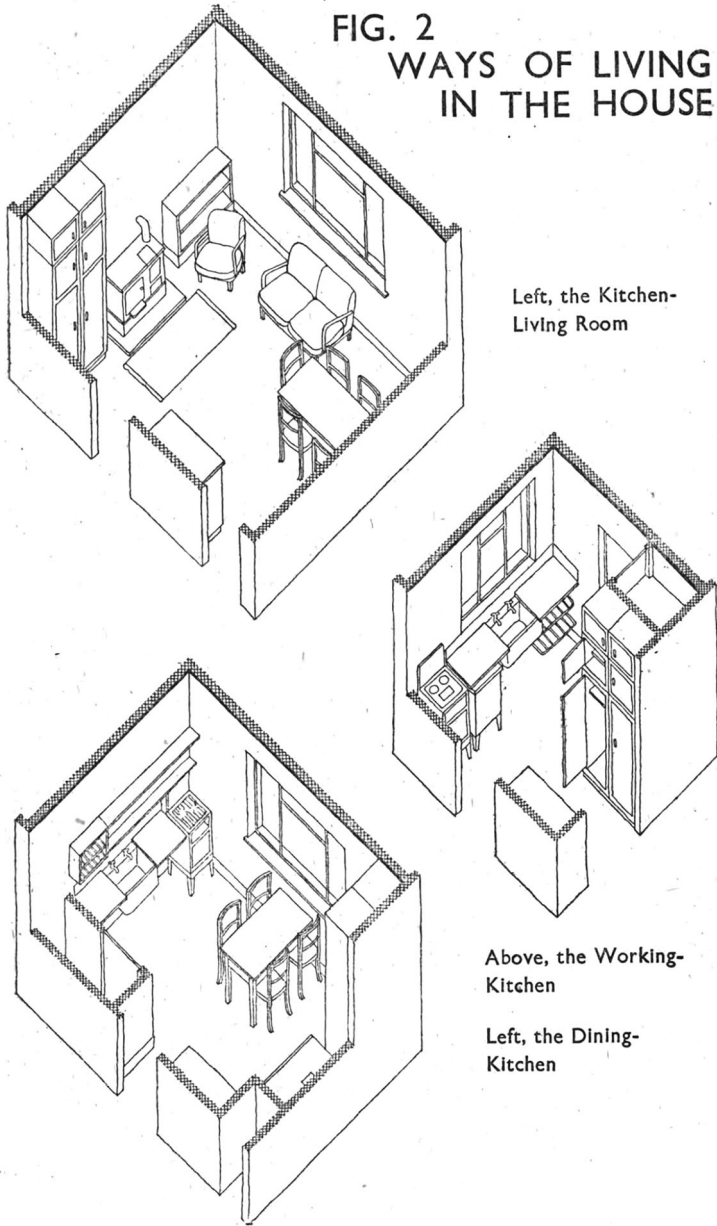 FIG. 2
WAYS OF LIVING
IN THE HOUSE
Left, the Kitchen-
Living Room
Above, the Working-
Kitchen
Left, the Dining-
Kitchen